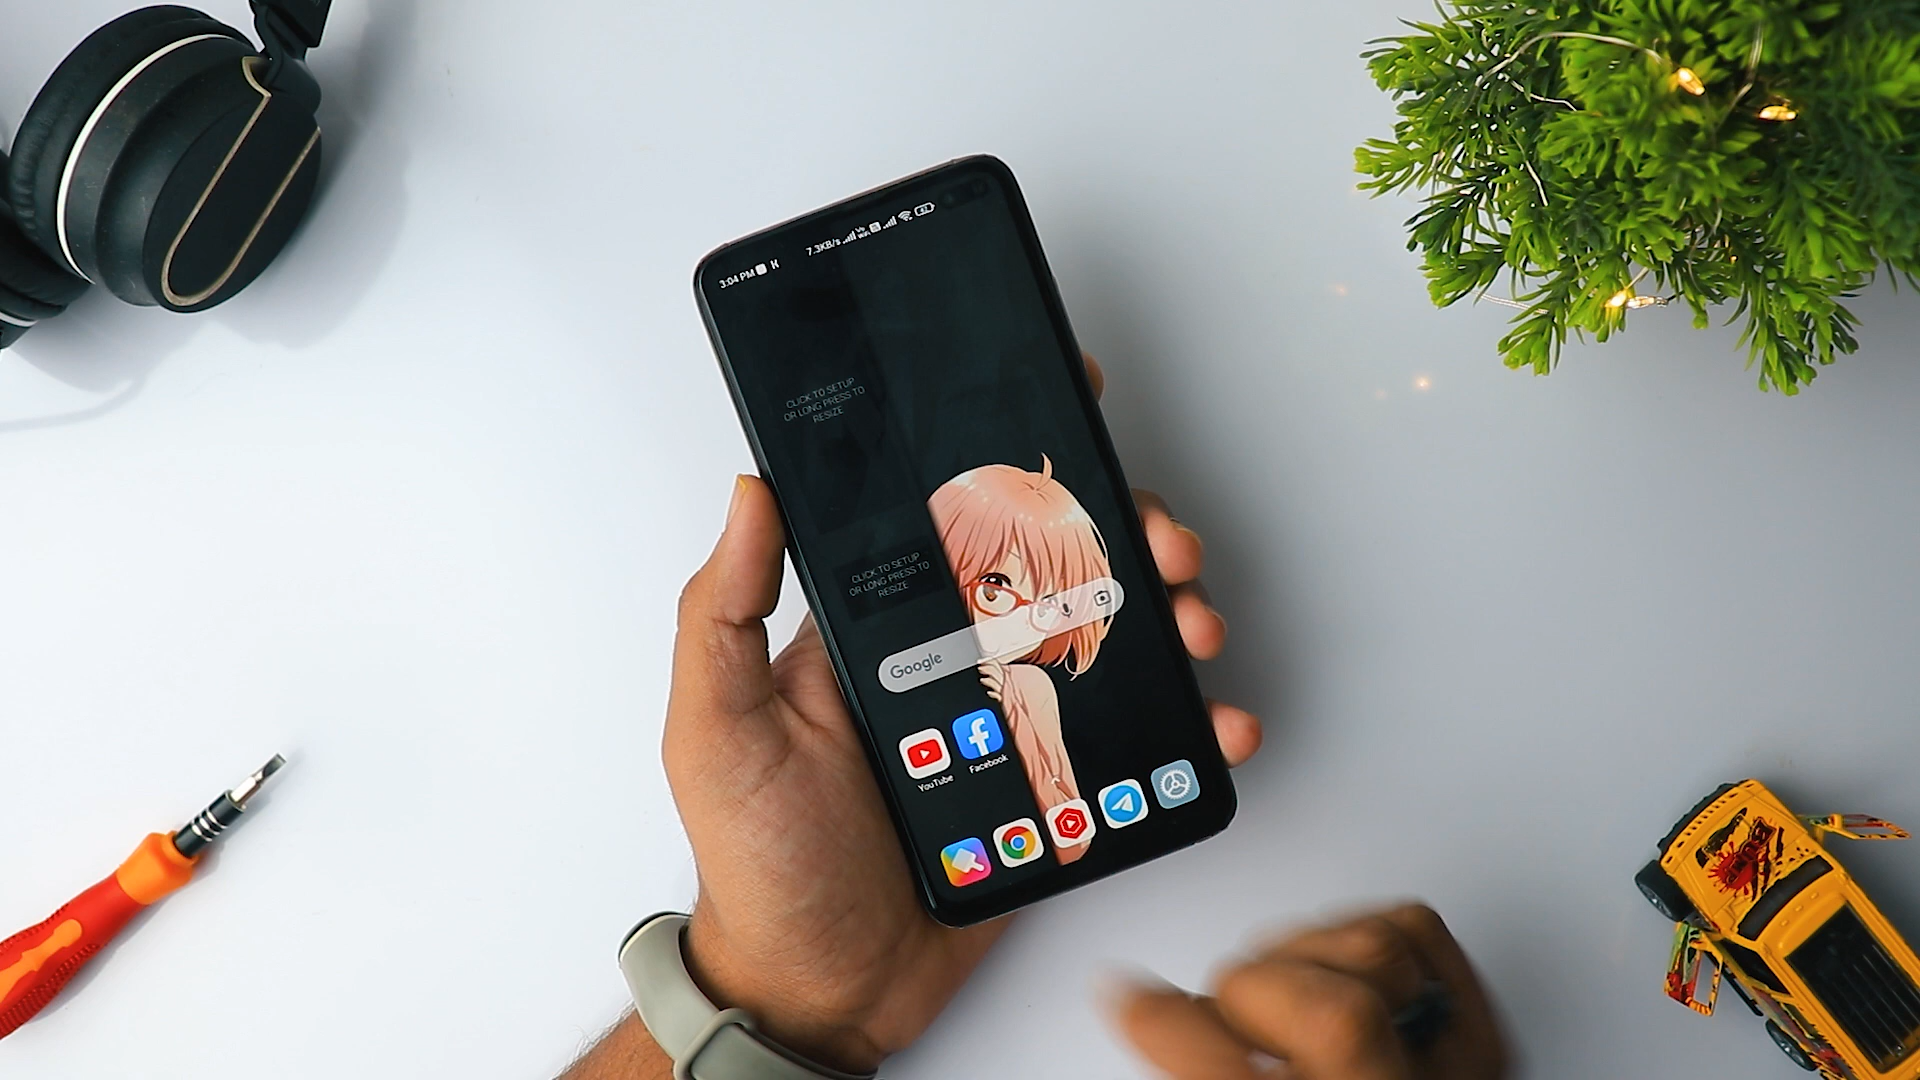 3:04 PM
7.3KB/s
CLICK TO SETUP
OR LONG PRESS TO
RESIZE
CLICK TO SETUP
OR LONG PRESS TO
RESIZE
Google
YouTube
Facebook